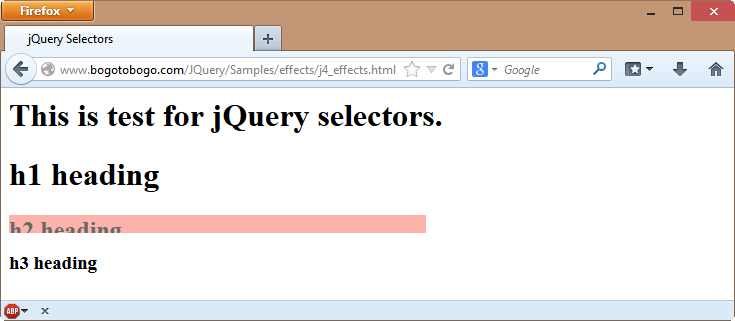 Firefox
jQuery Selectors
www.bogotobogo.com/JQuery/Samples/effects/j4_effects.html
Google
This is test for jQuery selectors.
h1 heading
h2 heading
h3 heading
ABP